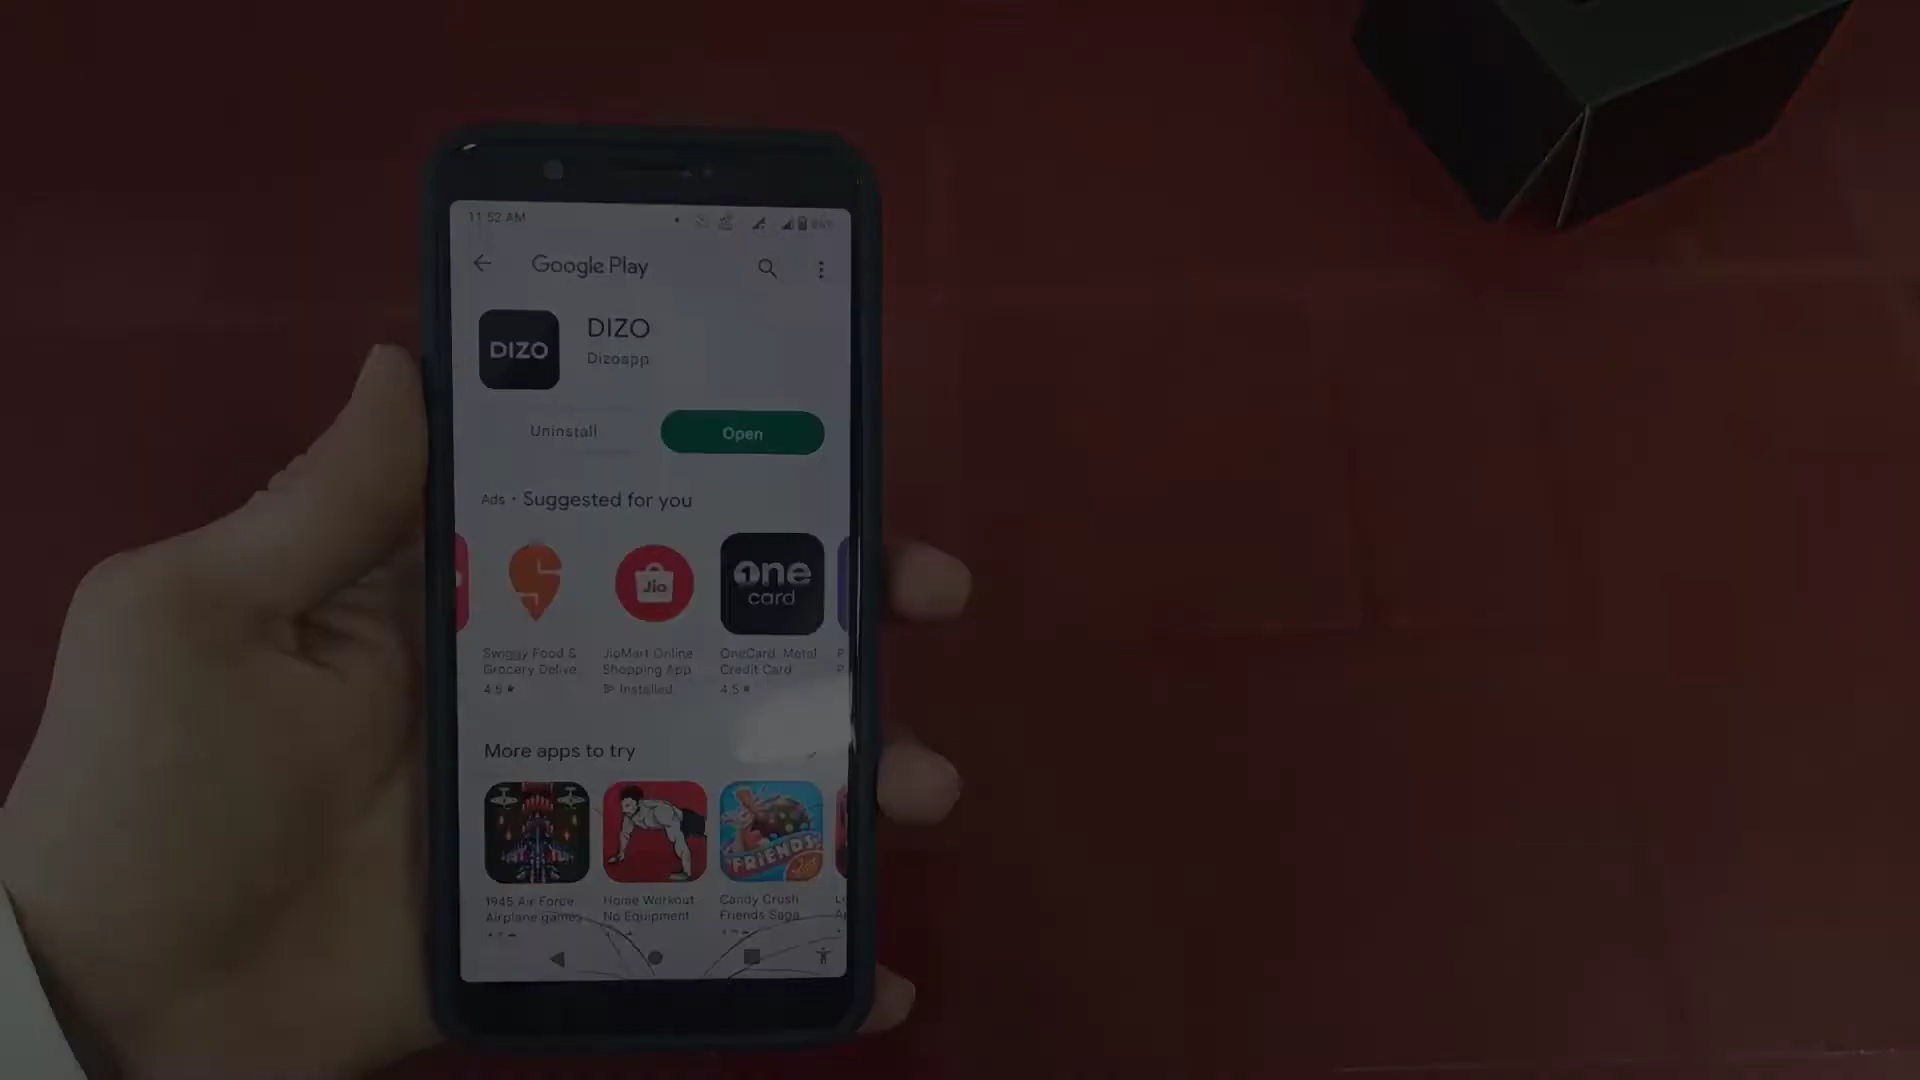 11:52 AM
Google Play
DIZO
DIZO
Dizoapp
Uninstall
Open
Ads · Suggested for you
Jio
one
card
Swiggy Food &
Grocery Delive
4.5 ★
JioMart Online
Shopping App
Installed
OneCard: Metal
Credit Card
4.5 ★
More apps to try
FRIENDS
1945 Air Force
Airplane games
Home Workout
No Equipment
Candy Crush
Friends Saga